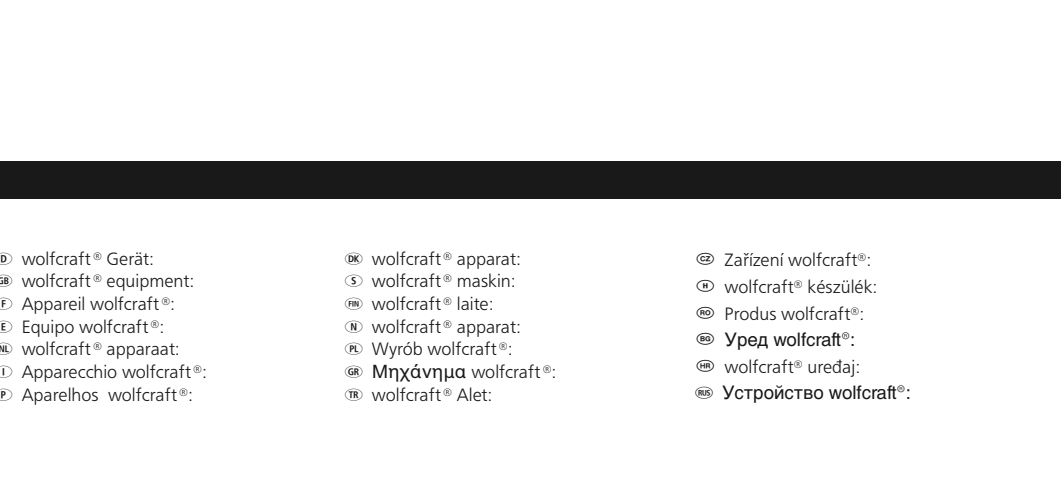 D wolfcraft® Gerät:
GB wolfcraft® equipment:
F Appareil wolfcraft®:
E Equipo wolfcraft®:
NL wolfcraft® apparaat:
I Apparecchio wolfcraft®:
P Aparelhos wolfcraft®:
DK wolfcraft® apparat:
S wolfcraft® maskin:
FIN wolfcraft® laite:
N wolfcraft® apparat:
PL Wyrób wolfcraft®:
GR Μηχάνημα wolfcraft®:
TR wolfcraft® Alet:
CZ Zařízení wolfcraft®:
H wolfcraft® készülék:
RO Produs wolfcraft®:
BG Уред wolfcraft®:
HR wolfcraft® uređaj:
RUS Устройство wolfcraft®: